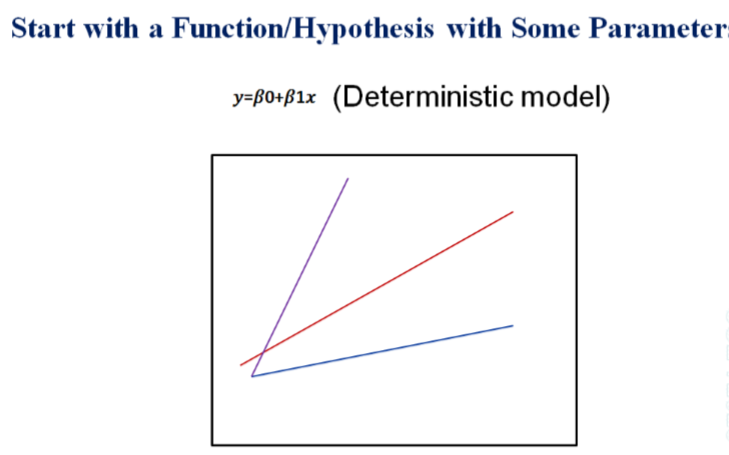 Start with a Function/Hypothesis with Some Parameter
y=β0+β1x (Deterministic model)